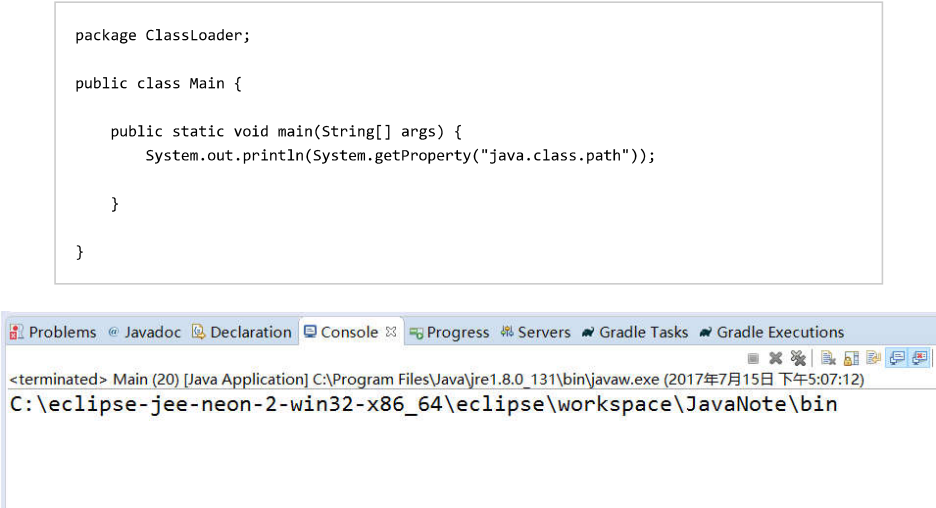 package ClassLoader;
public class Main {
public static void main(String[] args) {
System.out.println(System.getProperty("java.class.path"));
}
}
Problems @ Javadoc Declaration Console Progress Servers Gradle Tasks Gradle Executions
<terminated> Main (20) [Java Application] C:\Program Files\Java\jre1.8.0_131\bin\javaw.exe (2017年7月15日 下午5:07:12)
C:\eclipse-jee-neon-2-win32-x86_64\eclipse\workspace\JavaNote\bin